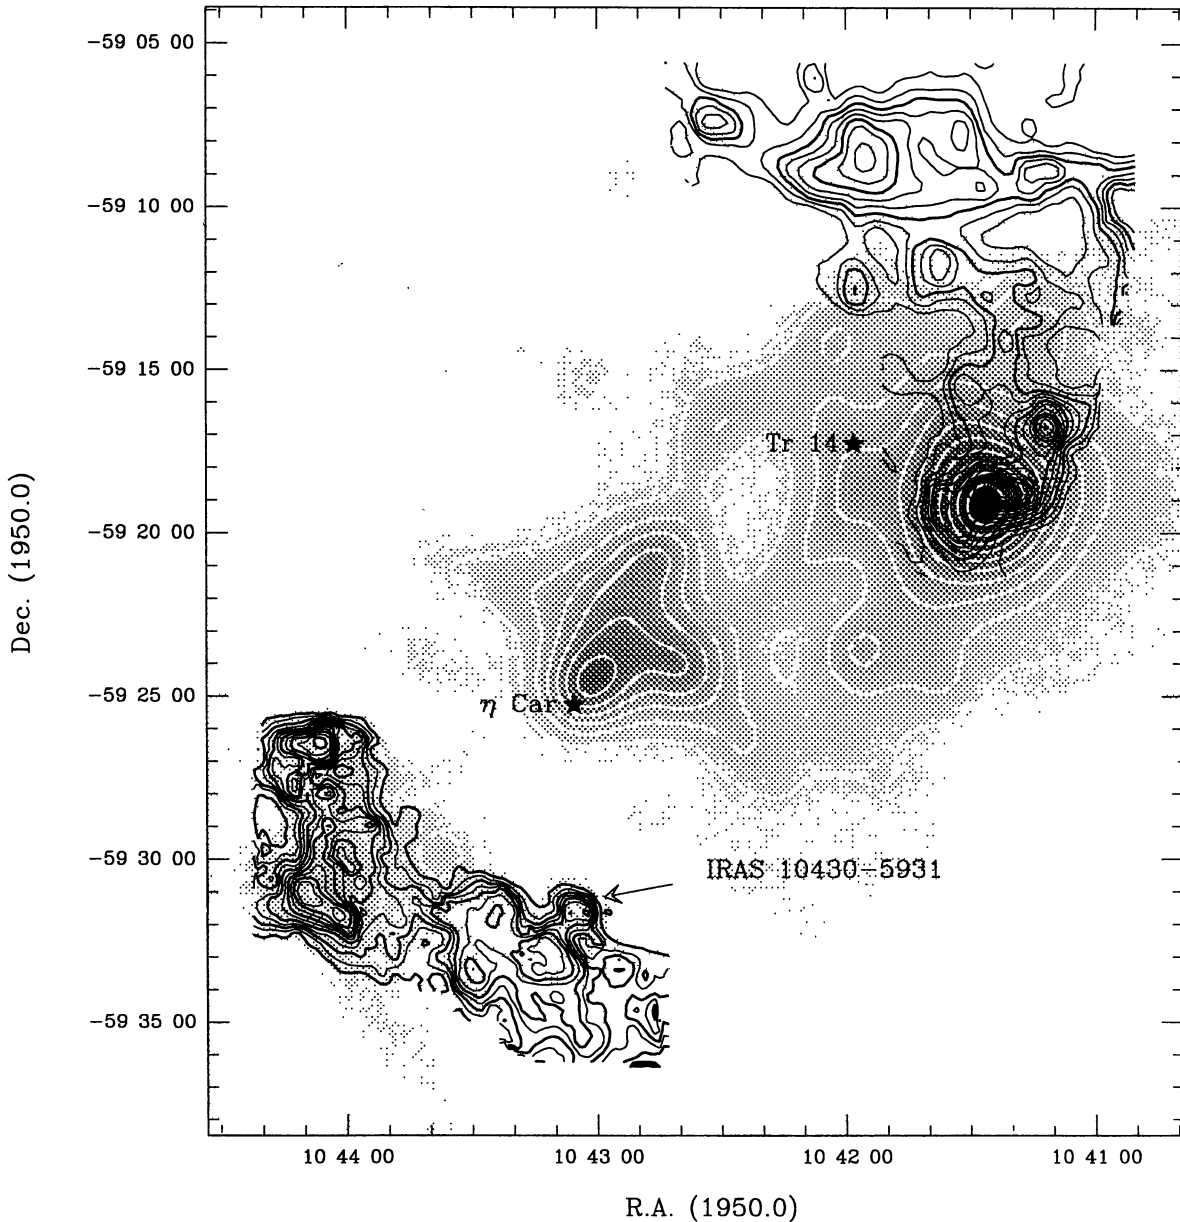 -59 05 00
-59 10 00
-59 15 00
Tr 14
-59 20 00
Dec. (1950.0)
-59 25 00
η Car
-59 30 00
IRAS 10430-5931
-59 35 00
10 44 00
10 43 00
10 42 00
10 41 00
R.A. (1950.0)